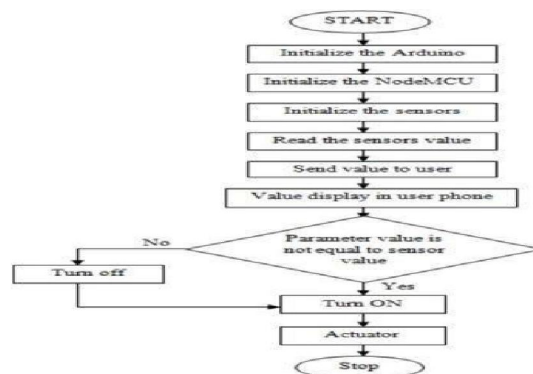 START
Initialize the Arduino
Initialize the NodeMCU
Initialize the sensors
Read the sensors value
Send value to user
Value display in user phone
Parameter value is
not equal to sensor
value
No
Turn off
Yes
Turn ON
Actuator
Stop